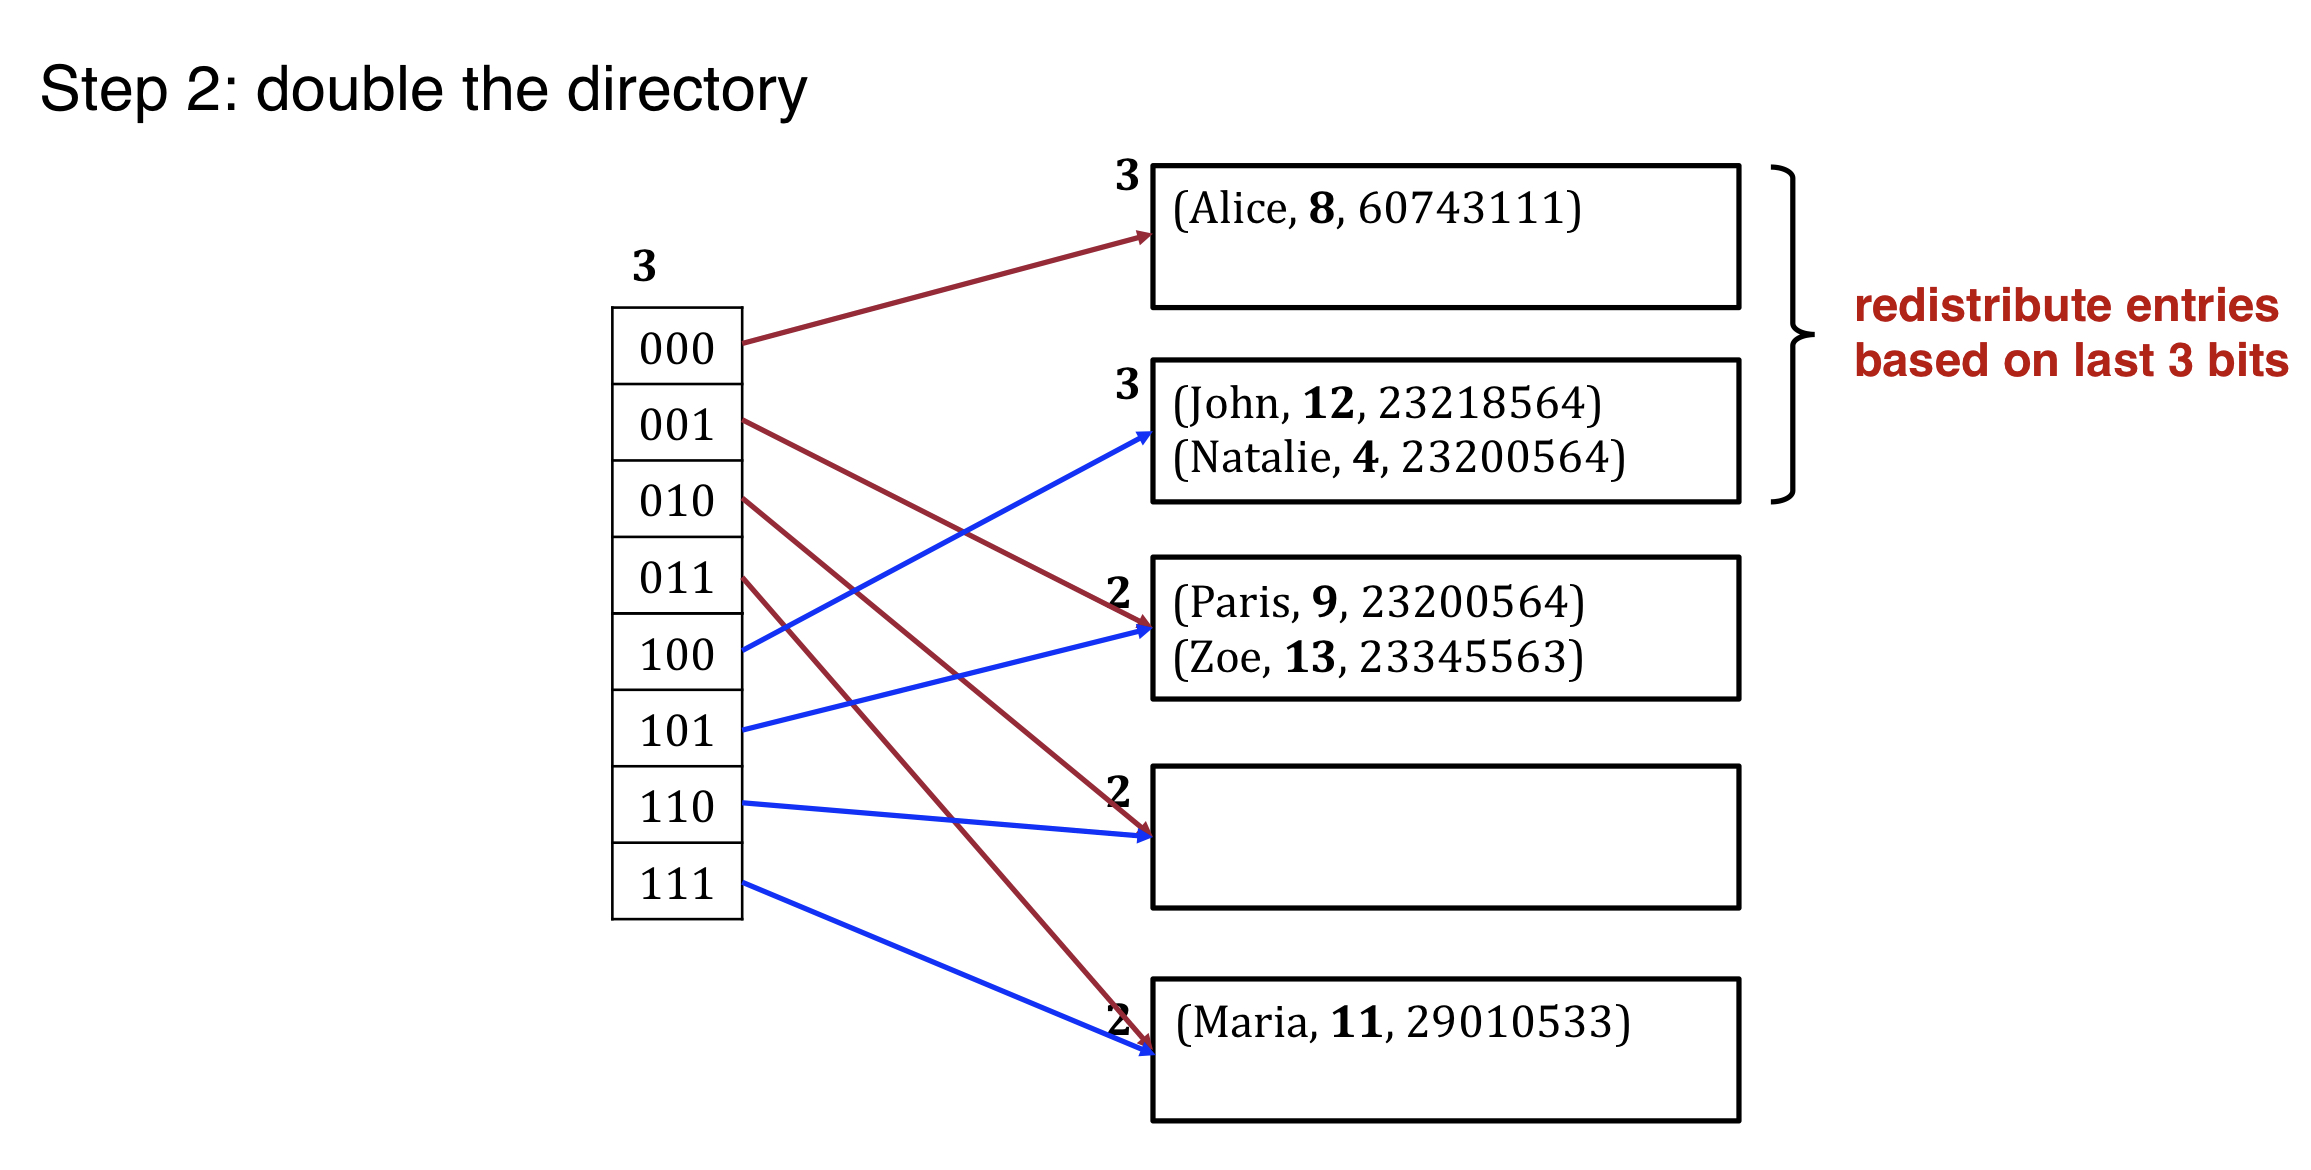 Step 2: double the directory
3
000
001
010
011
100
101
110
111
3
(Alice, 8, 60743111)
3
(John, 12, 23218564)
(Natalie, 4, 23200564)
2
(Paris, 9, 23200564)
(Zoe, 13, 23345563)
2
2
(Maria, 11, 29010533)
redistribute entries
based on last 3 bits